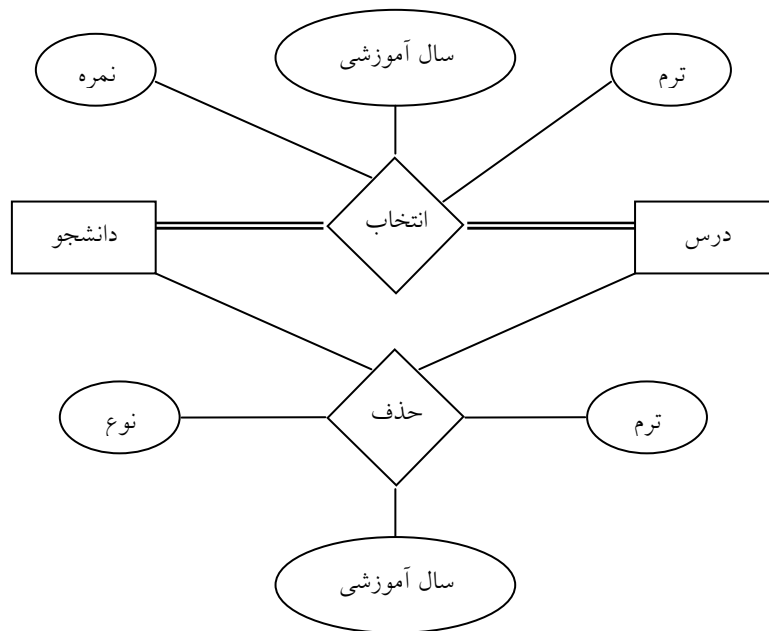 سال آموزشی
ترم
نمره
انتخاب
درس
دانشجو
حذف
ترم
نوع
سال آموزشی